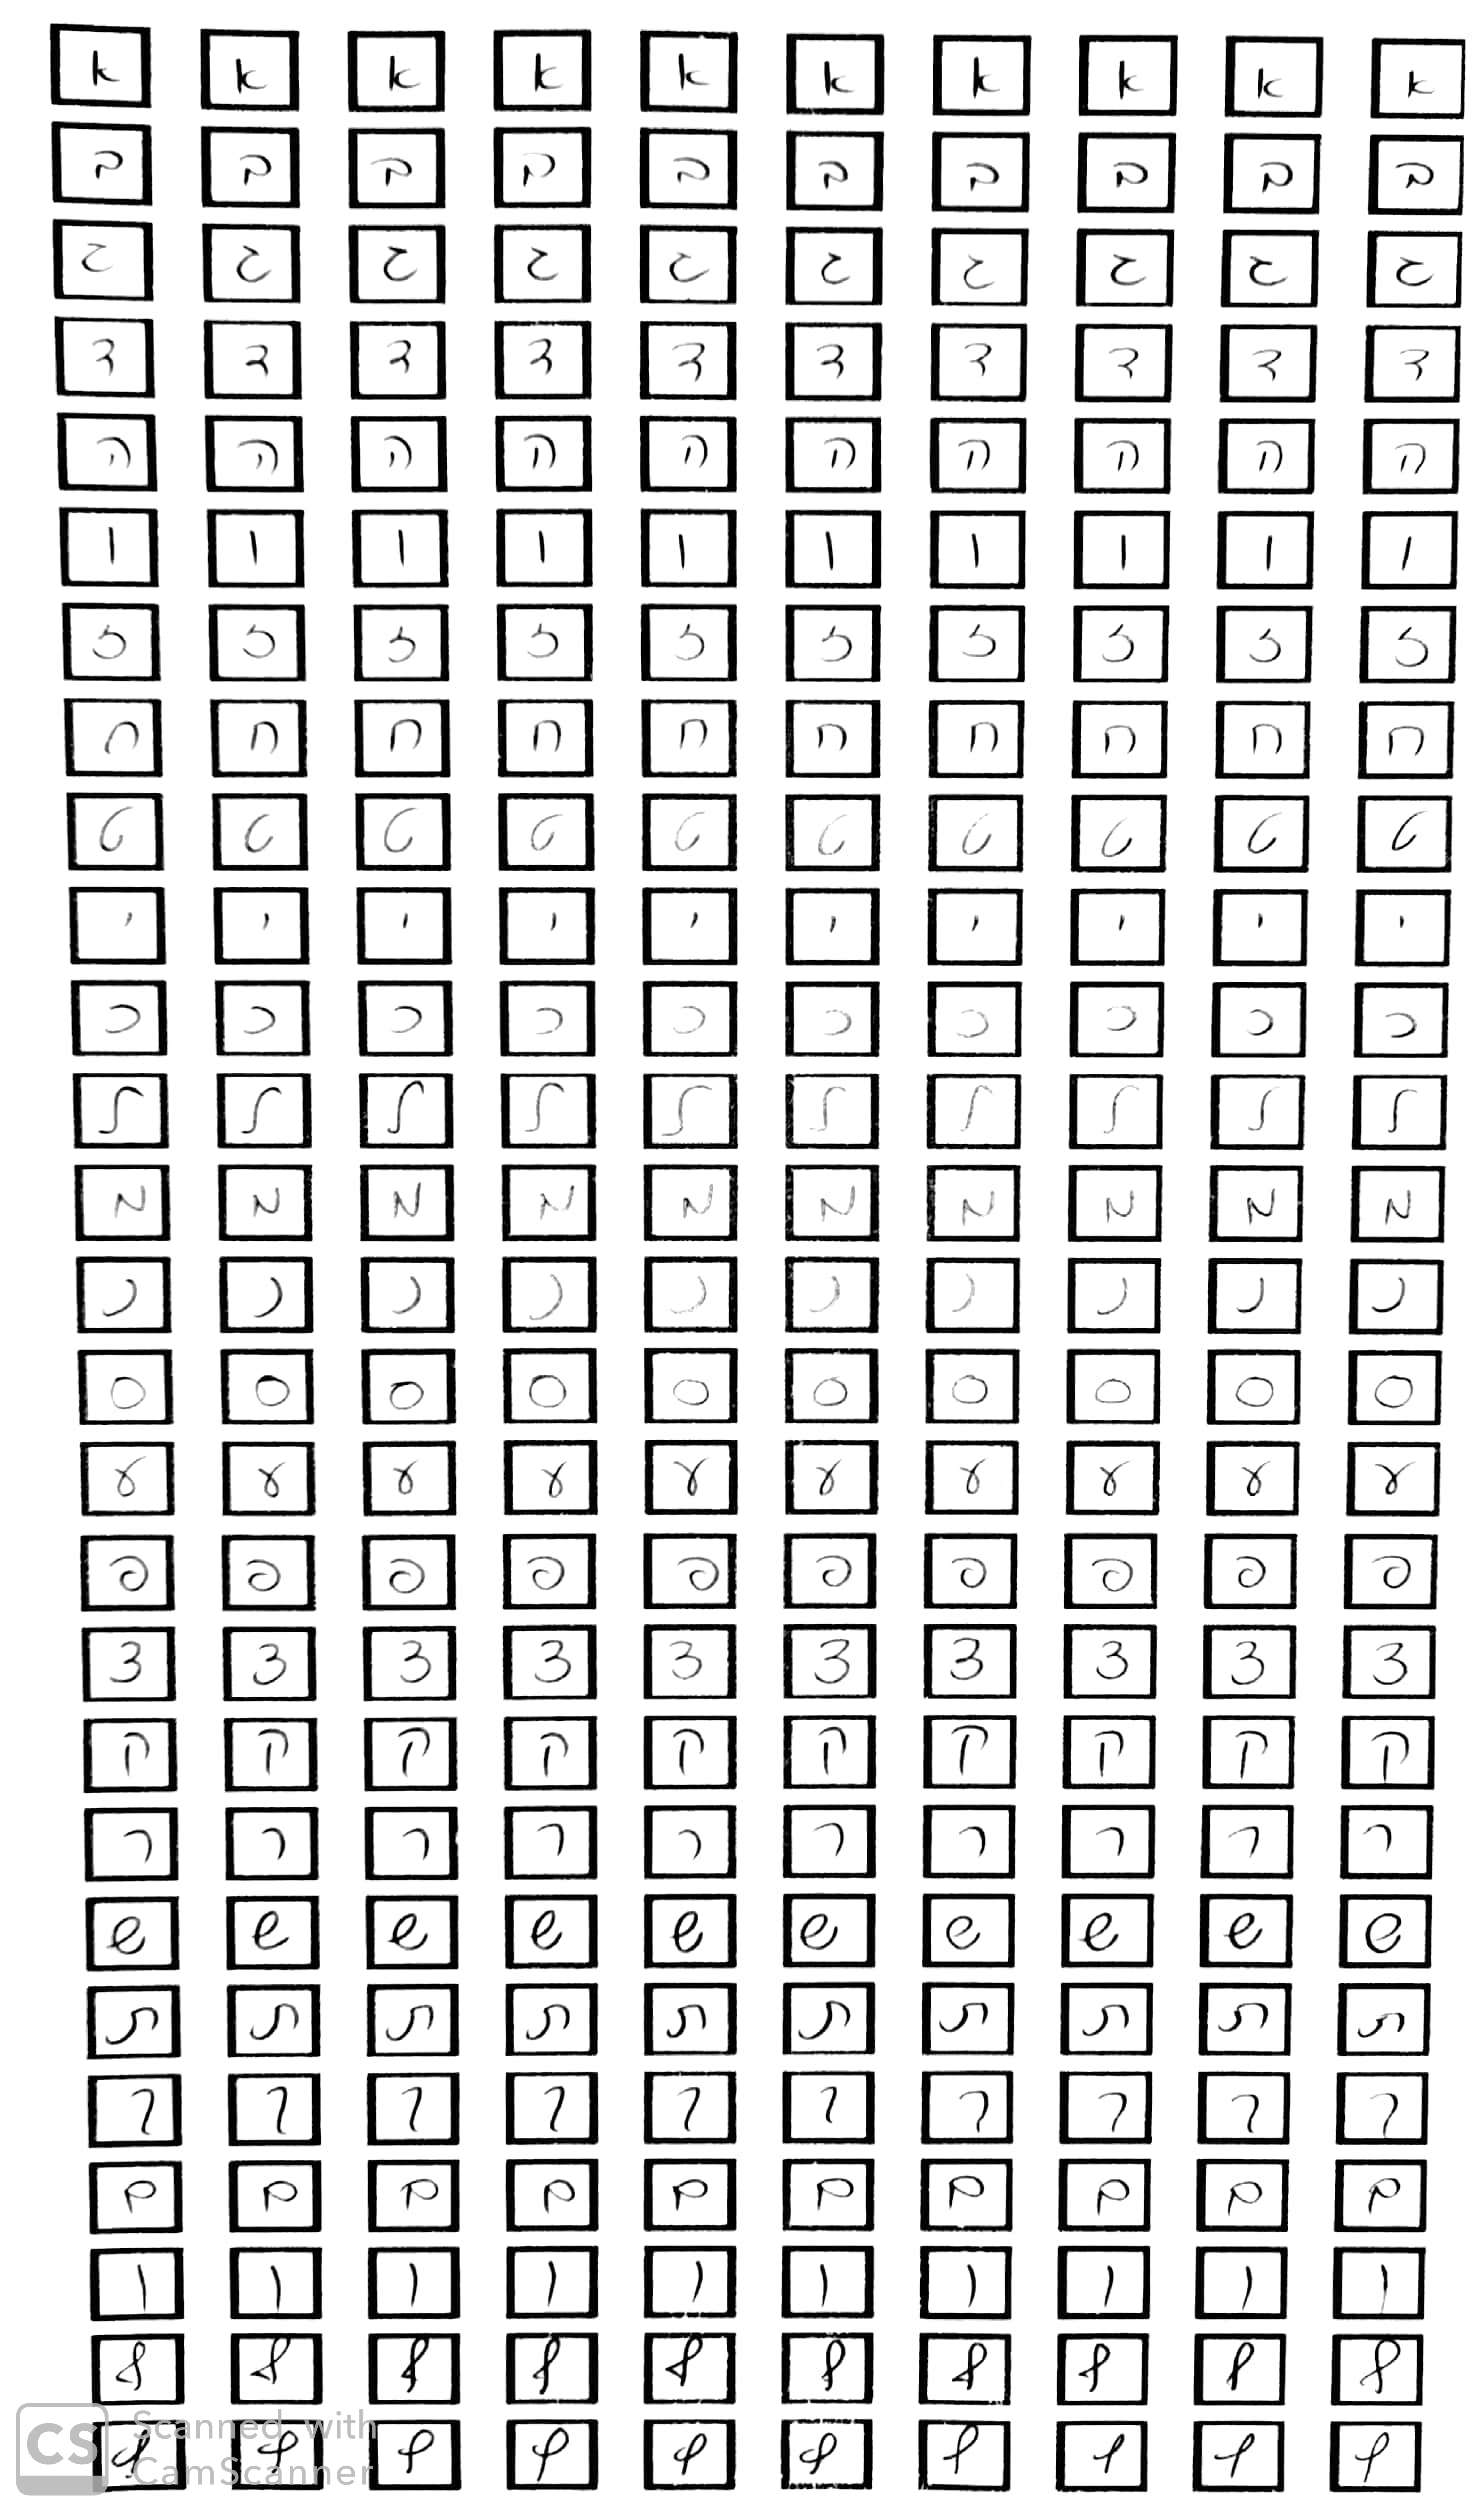 א א א א א א א א א א
ב ב ב ב ב ב ב ב ב ב
ג ג ג ג ג ג ג ג ג ג
ד ד ד ד ד ד ד ד ד ד
ה ה ה ה ה ה ה ה ה ה
ו ו ו ו ו ו ו ו ו ו
ז ז ז ז ז ז ז ז ז ז
ח ח ח ח ח ח ח ח ח ח
ט ט ט ט ט ט ט ט ט ט
י י י י י י י י י י
כ כ כ כ כ כ כ כ כ כ
ל ל ל ל ל ל ל ל ל ל
מ מ מ מ מ מ מ מ מ מ
נ נ נ נ נ נ נ נ נ נ
ס ס ס ס ס ס ס ס ס ס
ע ע ע ע ע ע ע ע ע ע
פ פ פ פ פ פ פ פ פ פ
צ צ צ צ צ צ צ צ צ צ
ק ק ק ק ק ק ק ק ק ק
ר ר ר ר ר ר ר ר ר ר
ש ש ש ש ש ש ש ש ש ש
ת ת ת ת ת ת ת ת ת ת
ך ך ך ך ך ך ך ך ך ך
ם ם ם ם ם ם ם ם ם ם
ן ן ן ן ן ן ן ן ן ן
ף ף ף ף ף ף ף ף ף ף
ץ ץ ץ ץ ץ ץ ץ ץ ץ ץ
CS
Scanned with
CamScanner